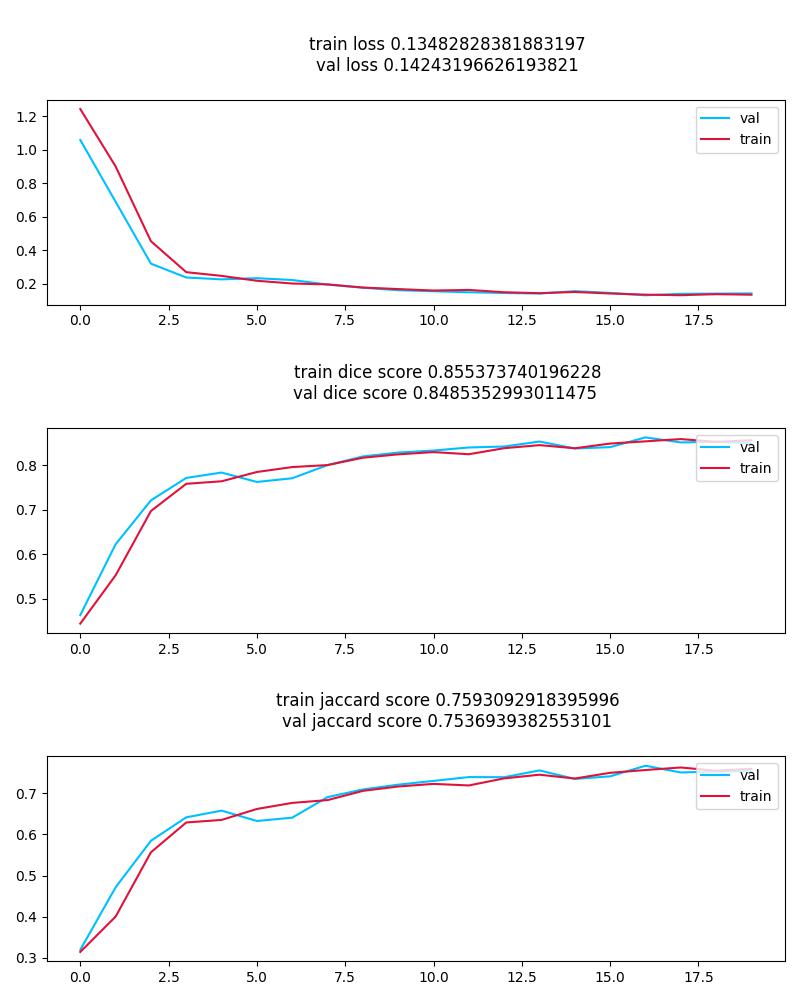 train loss 0.13482828381883197
val loss 0.14243196626193821
1.2
1.0
0.8
0.6
0.4
0.2
val
train
0.0 2.5 5.0 7.5 10.0 12.5 15.0 17.5
train dice score 0.855373740196228
val dice score 0.8485352993011475
0.8
0.7
0.6
0.5
val
train
0.0 2.5 5.0 7.5 10.0 12.5 15.0 17.5
train jaccard score 0.7593092918395996
val jaccard score 0.7536939382553101
0.7
0.6
0.5
0.4
0.3
val
train
0.0 2.5 5.0 7.5 10.0 12.5 15.0 17.5